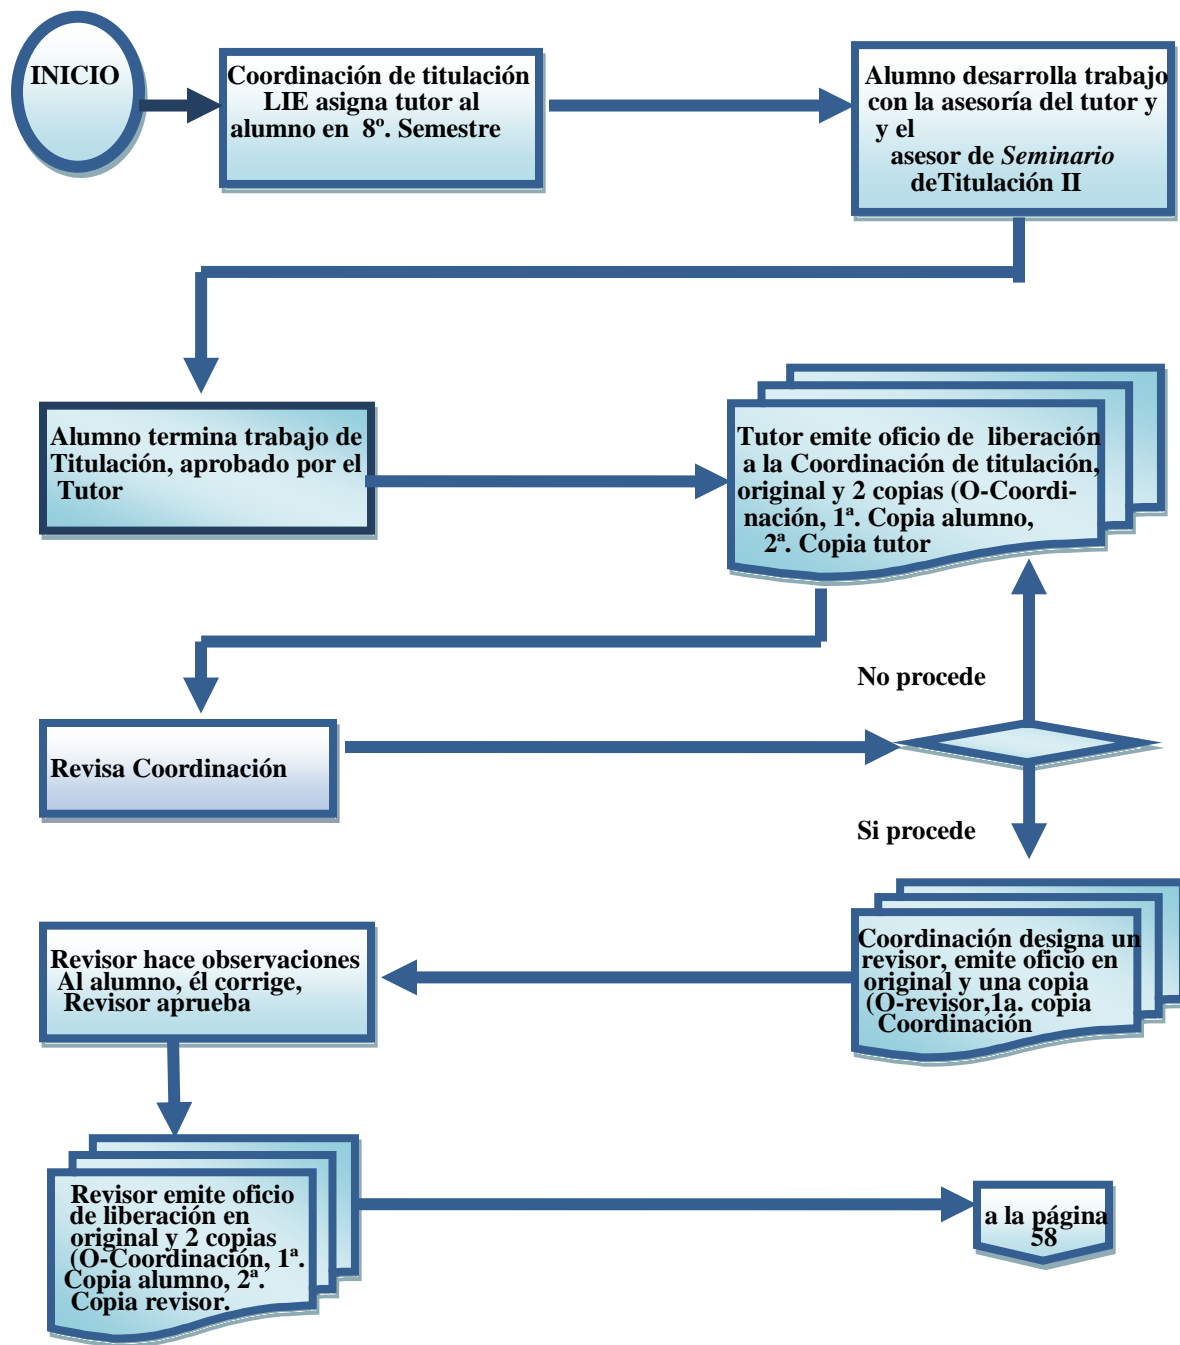 INICIO
Coordinación de titulación
LIE asigna tutor al
alumno en 8º. Semestre
Alumno desarrolla trabajo
con la asesoría del tutor y
y el
asesor de Seminario
deTitulación II
Alumno termina trabajo de
Titulación, aprobado por el
Tutor
Tutor emite oficio de liberación
a la Coordinación de titulación,
original y 2 copias (O-Coordi-
nación, 1ª. Copia alumno,
2ª. Copia tutor
No procede
Revisa Coordinación
Si procede
Coordinación designa un
revisor, emite oficio en
original y una copia
(O-revisor,1a. copia
Coordinación
Revisor hace observaciones
Al alumno, él corrige,
Revisor aprueba
Revisor emite oficio
de liberación en
original y 2 copias
(O-Coordinación, 1ª.
Copia alumno, 2ª.
Copia revisor.
a la página
58